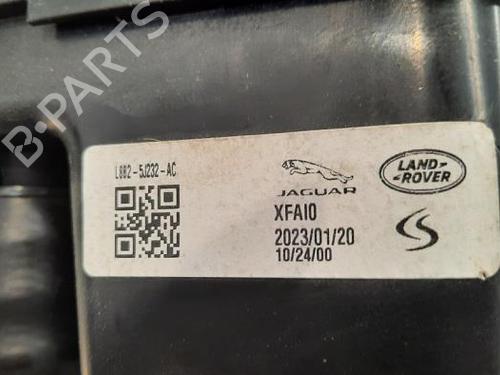 B-PARTS
L8B2-5J232-AC
JAGUAR
LAND-
ROVER
XFAI0
2023/01/20
10/24/00